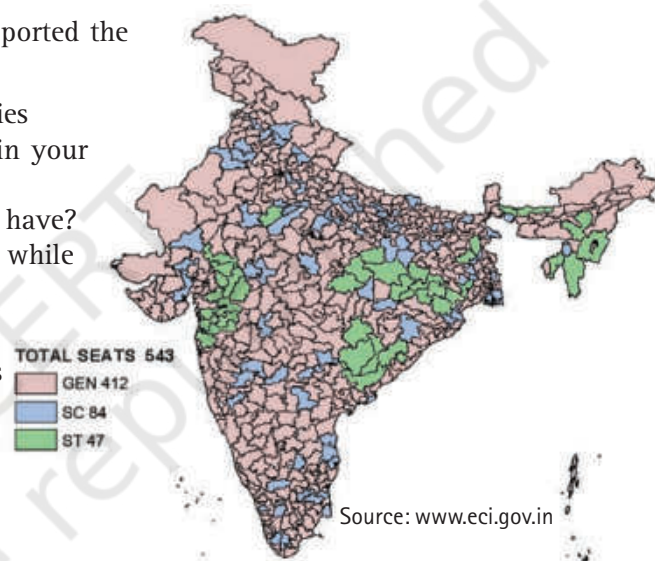 ported the
ies
in your
have?
while
s
TOTAL SEATS 543
GEN 412
SC 84
ST 47
Source: www.eci.gov.in